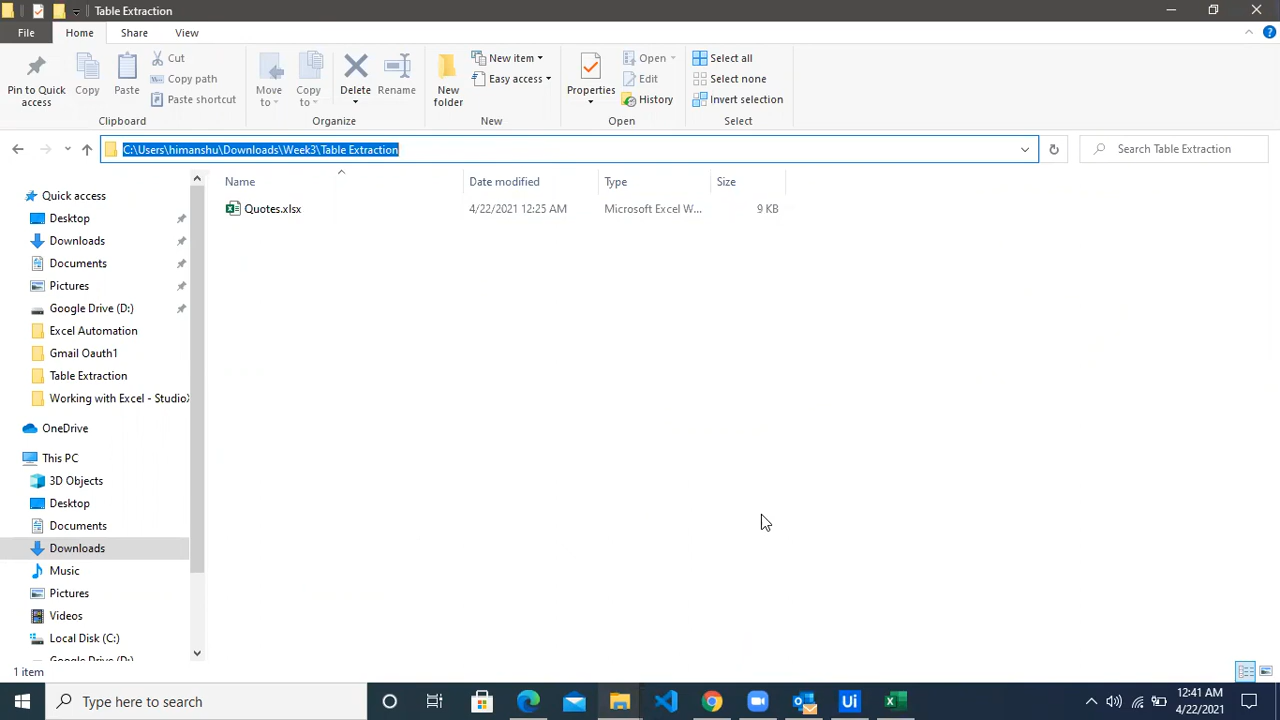 Table Extraction
File Home Share View
Pin to Quick access
Copy
Paste
Cut
Copy path
Paste shortcut
Clipboard
Move to
Copy to
Delete
Rename
Organize
New folder
New item
Easy access
New
Properties
Open
Edit
History
Open
Select all
Select none
Invert selection
Select
C:\Users\himanshu\Downloads\Week3\Table Extraction
Search Table Extraction
Name Date modified Type Size
Quotes.xlsx 4/22/2021 12:25 AM Microsoft Excel W... 9 KB
Quick access
Desktop
Downloads
Documents
Pictures
Google Drive (D:)
Excel Automation
Gmail Oauth1
Table Extraction
Working with Excel - Studio
OneDrive
This PC
3D Objects
Desktop
Documents
Downloads
Music
Pictures
Videos
Local Disk (C:)
Google Drive (D:)
1 item
Type here to search
Ui
12:41 AM
4/22/2021